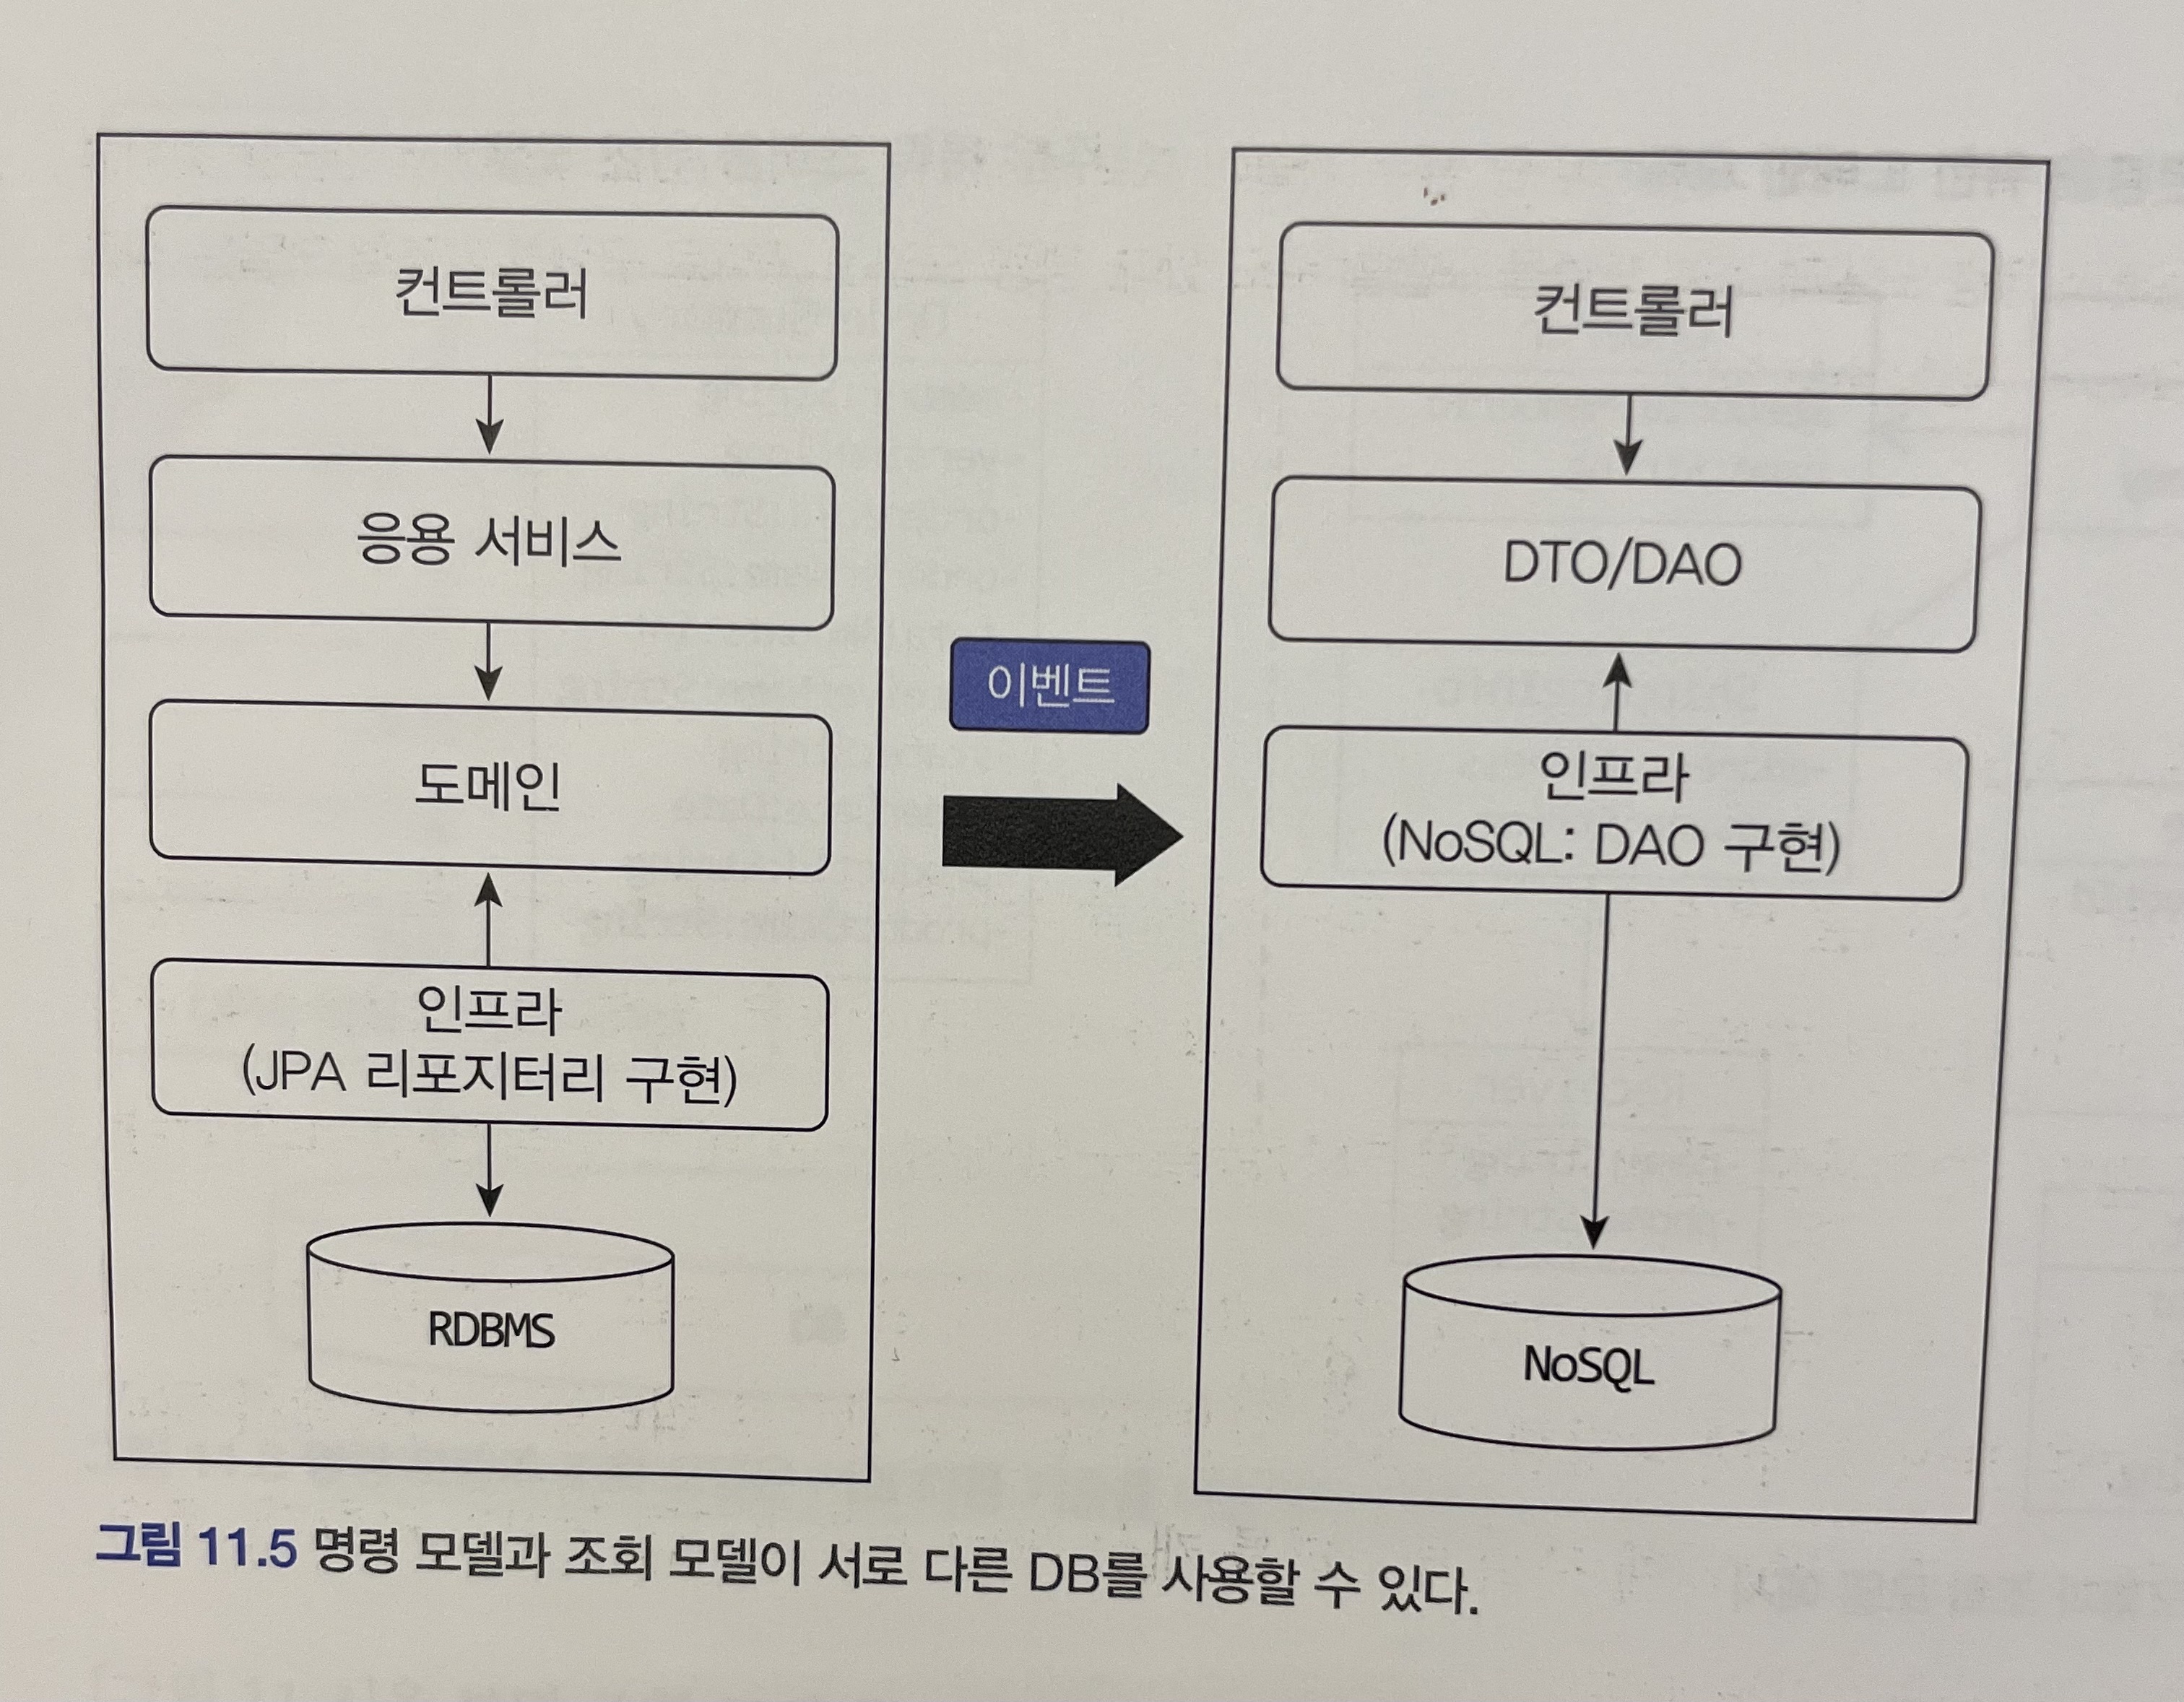 컨트롤러
응용 서비스
도메인
인프라
(JPA 리포지터리 구현)
RDBMS
이벤트
컨트롤러
DTO/DAO
인프라
(NoSQL: DAO 구현)
NoSQL
그림 11.5 명령 모델과 조회 모델이 서로 다른 DB를 사용할 수 있다.